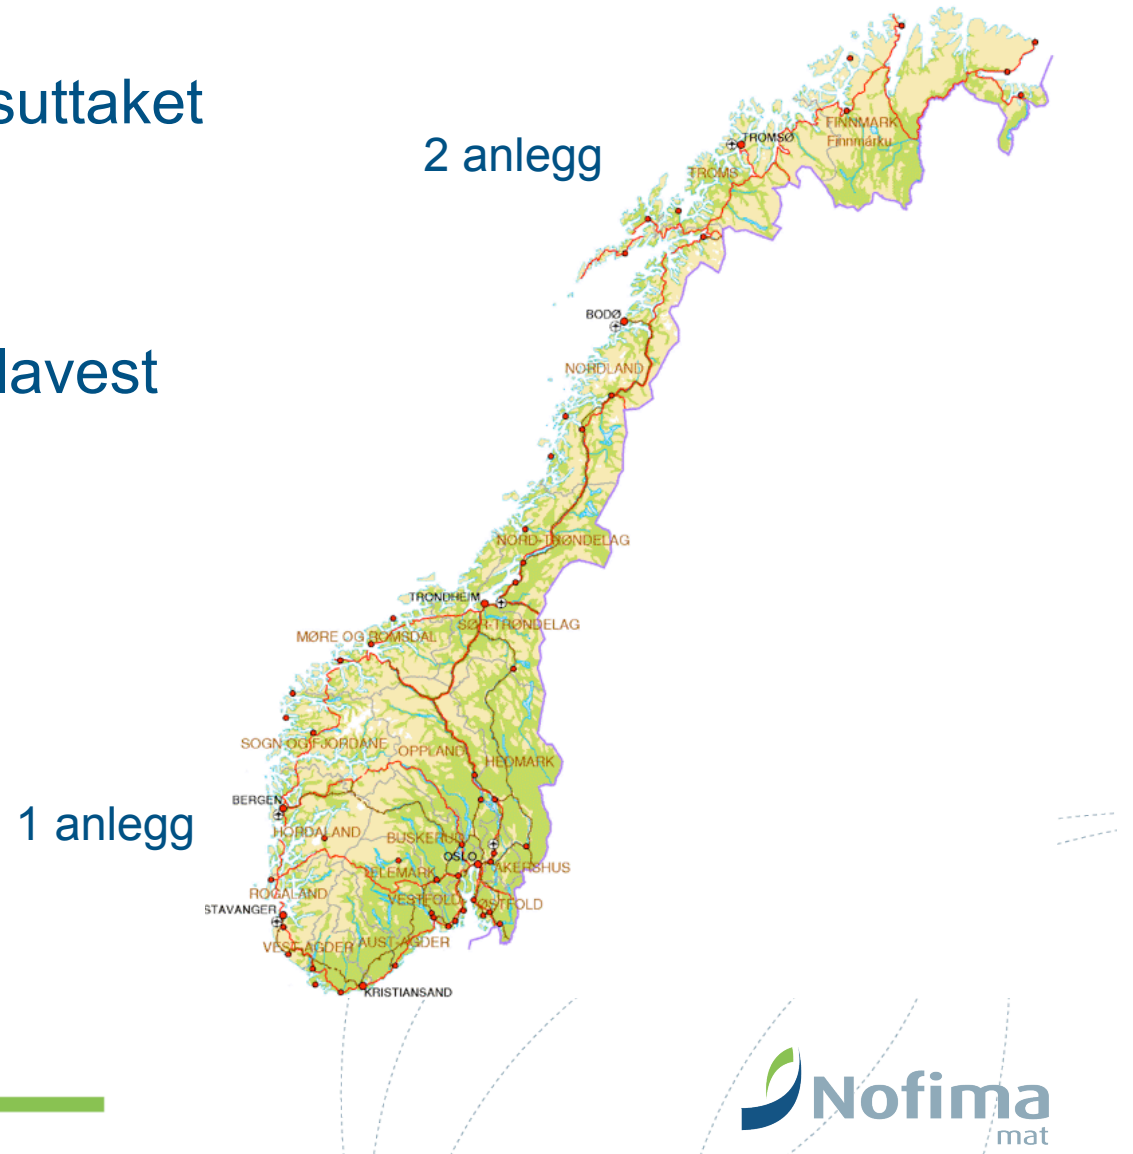 suttaket
2 anlegg
FINNMARK
Finnmárku
TROMSØ
TROMS
BODØ
NORDLAND
lavest
NORD-TRØNDELAG
TRONDHEIM
SØR-TRØNDELAG
MØRE OG ROMSDAL
SOGN OG FJORDANE
OPPLAND
HEDMARK
BERGEN
1 anlegg
HORDALAND
BUSKERUD
OSLO
AKERSHUS
TELEMARK
ROGALAND
VESTFOLD
ØSTFOLD
STAVANGER
VEST-AGDER
AUST-AGDER
KRISTIANSAND
Nofima
mat